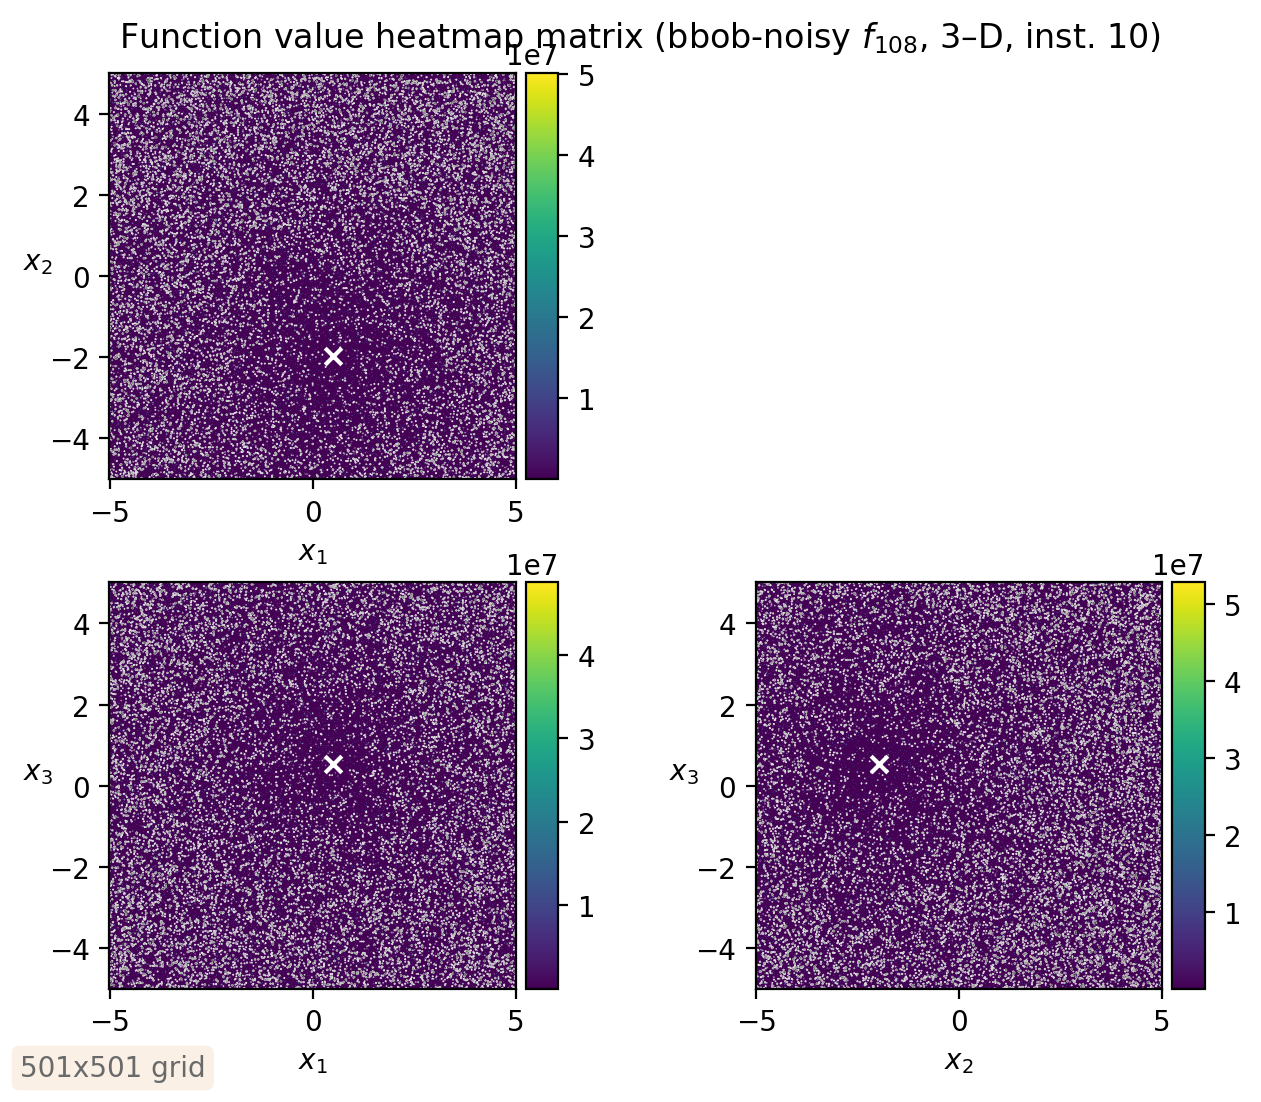 Function value heatmap matrix (bbob-noisy f₁₀₈, 3–D, inst. 10)
1e7
5
4
3
2
1
4
2
0
−2
−4
x₂
−5 0 5
x₁
1e7
4
3
2
1
4
2
0
−2
−4
x₃
−5 0 5
x₁
1e7
5
4
3
2
1
4
2
0
−2
−4
x₃
−5 0 5
x₂
501x501 grid